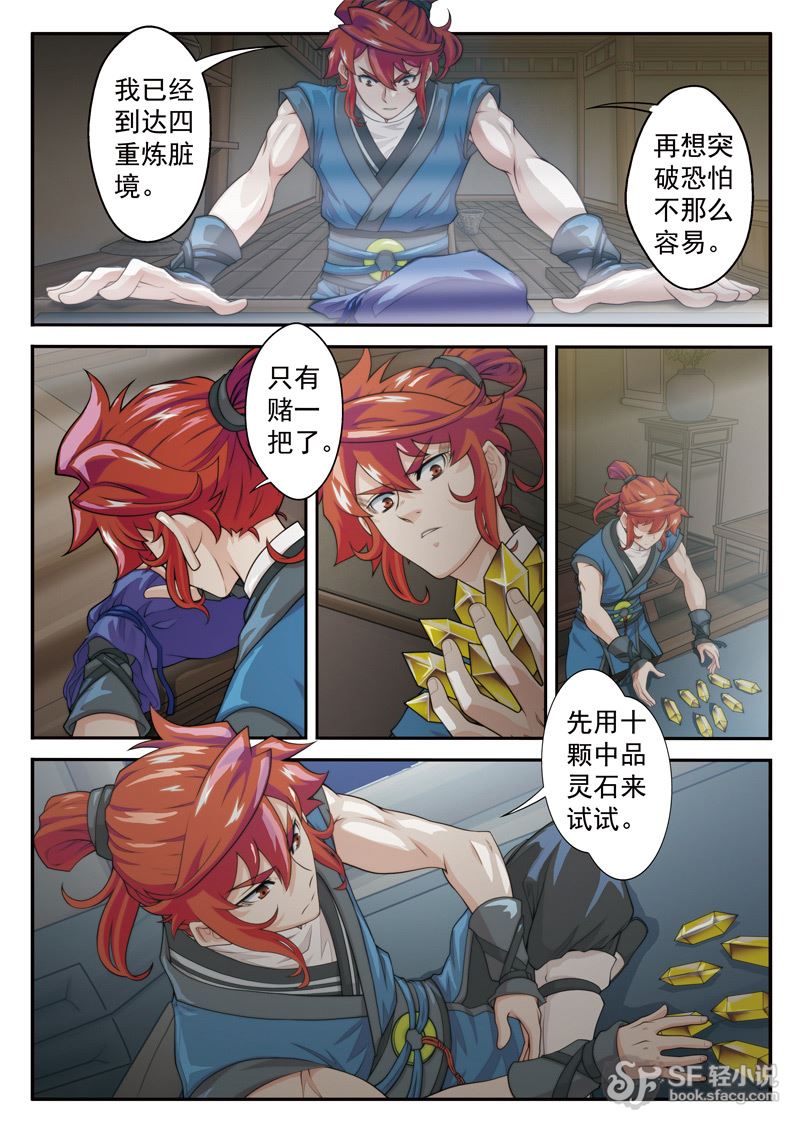 我已经
到达四
重炼脏
境。
再想突
破恐怕
不那么
容易。
只有
赌一
把了。
先用十
颗中品
灵石来
试试。
SF 轻小说
book.sfacg.com